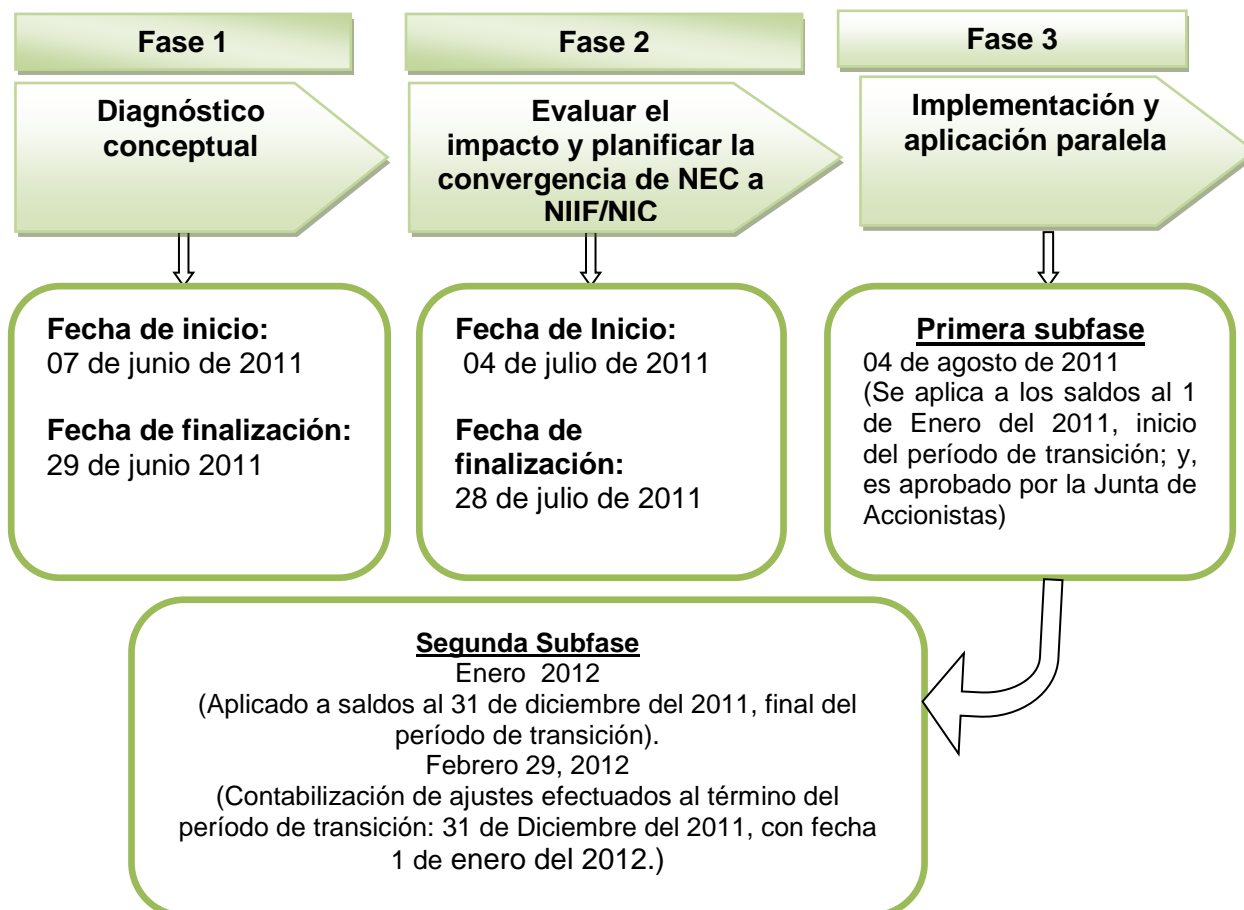 Fase 1
Diagnóstico
conceptual
Fecha de inicio:
07 de junio de 2011
Fecha de finalización:
29 de junio 2011
Fase 2
Evaluar el
impacto y planificar la
convergencia de NEC a
NIIF/NIC
Fecha de Inicio:
04 de julio de 2011
Fecha de
finalización:
28 de julio de 2011
Fase 3
Implementación y
aplicación paralela
Primera subfase
04 de agosto de 2011
(Se aplica a los saldos al 1
de Enero del 2011, inicio
del período de transición; y,
es aprobado por la Junta de
Accionistas)
Segunda Subfase
Enero 2012
(Aplicado a saldos al 31 de diciembre del 2011, final del
período de transición).
Febrero 29, 2012
(Contabilización de ajustes efectuados al término del
período de transición: 31 de Diciembre del 2011, con fecha
1 de enero del 2012.)